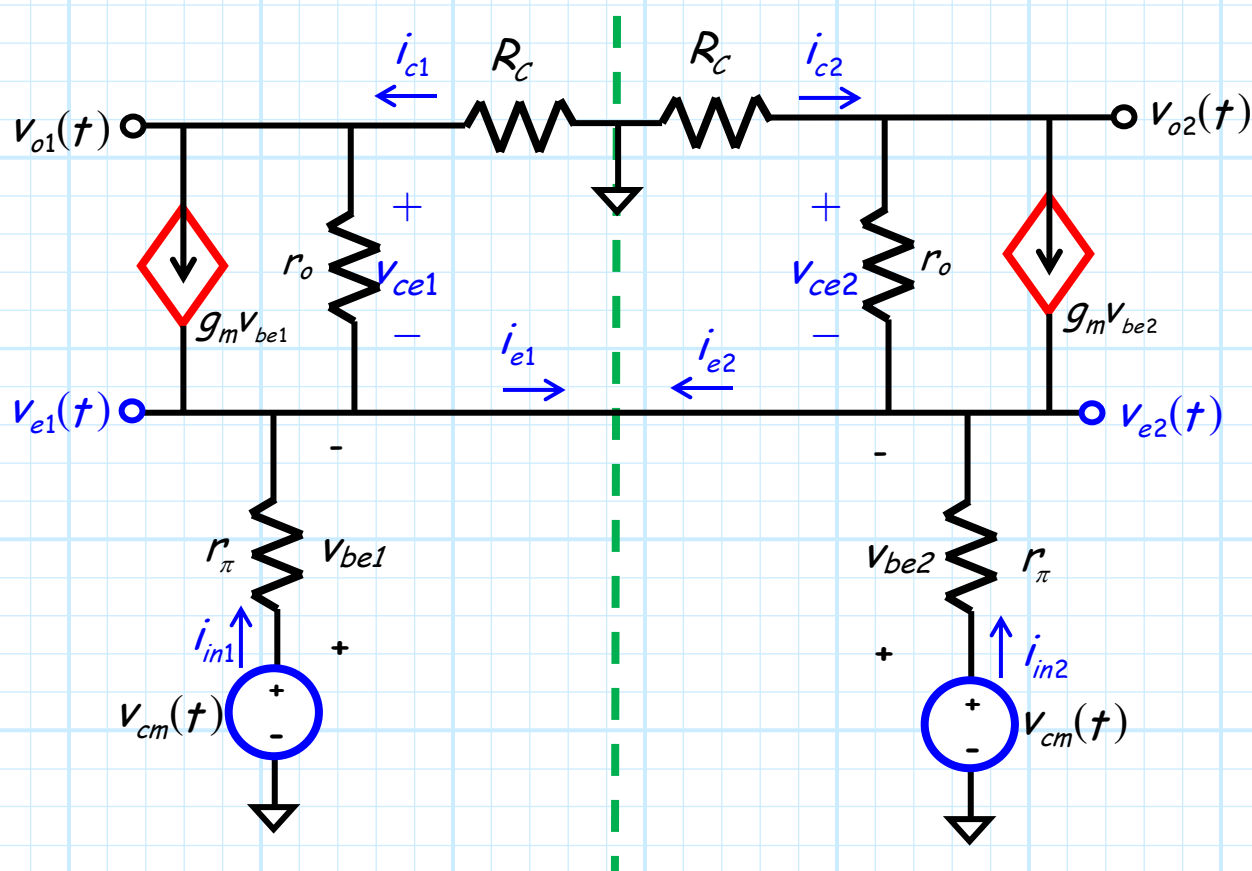 i_c1 R_C R_C i_c2
v_o1(t) v_o2(t)
+ +
r_o v_ce1 v_ce2 r_o
g_m v_be1 – – g_m v_be2
i_e1 i_e2
v_e1(t) v_e2(t)
- -
r_π v_be1 v_be2 r_π
i_in1 + + i_in2
+ +
v_cm(t) v_cm(t)
- -